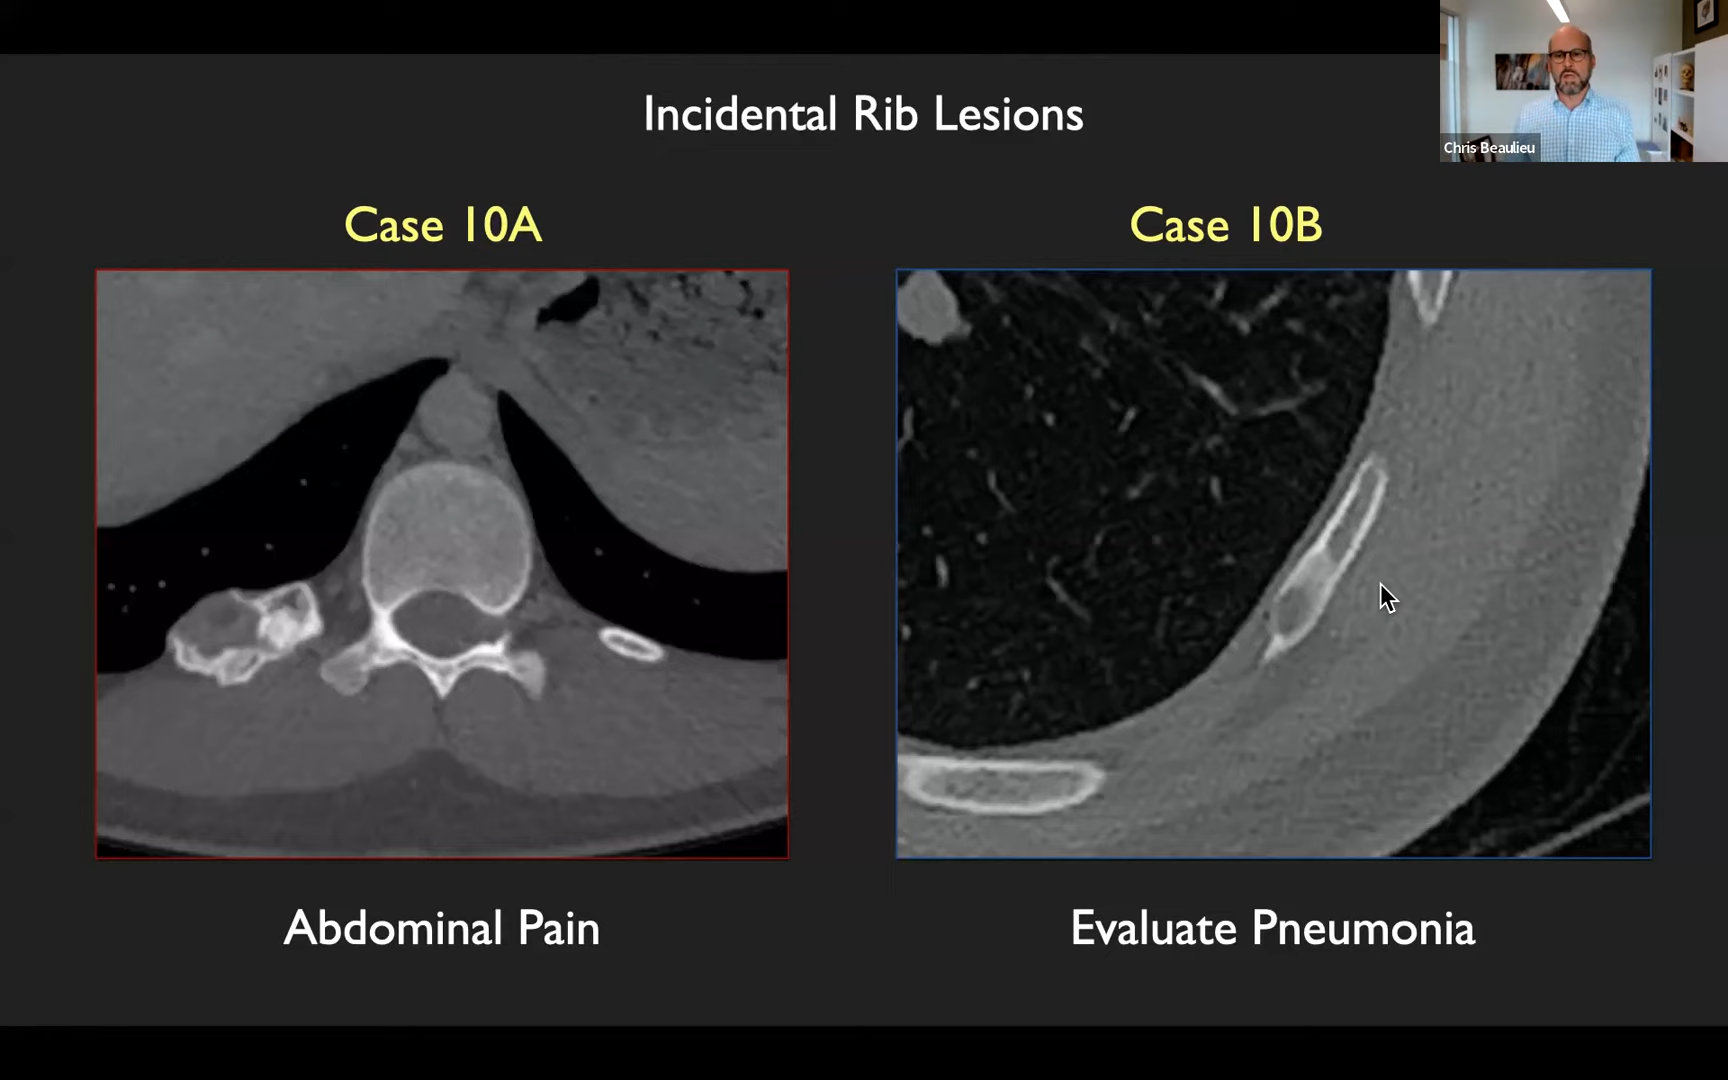 Incidental Rib Lesions
Chris Beaulieu
Case 10A
Case 10B
Abdominal Pain
Evaluate Pneumonia